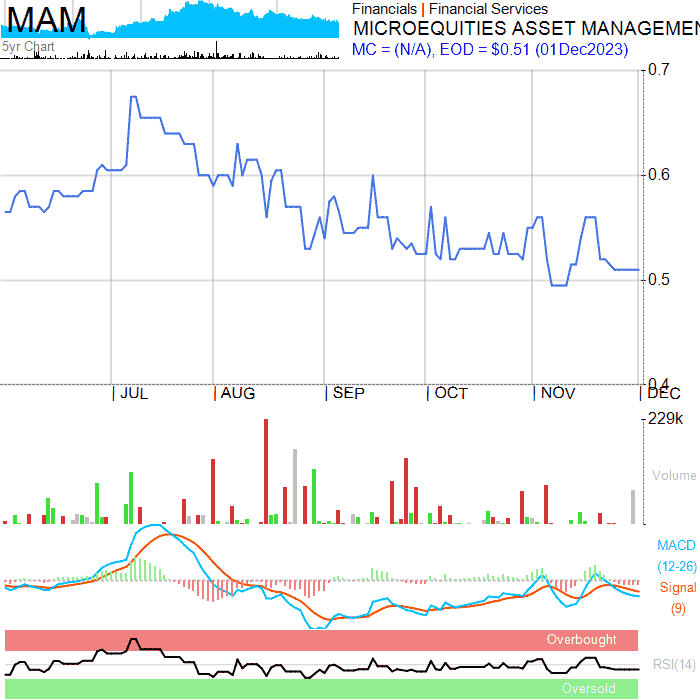 MAM
5yr Chart
Financials | Financial Services
MICROEQUITIES ASSET MANAGEMEN
MC = (N/A), EOD = $0.51 (01Dec2023)
0.7
0.6
0.5
0.4
JUL AUG SEP OCT NOV DEC
229k
Volume
MACD
(12-26)
Signal
(9)
Overbought
RSI(14)
Oversold